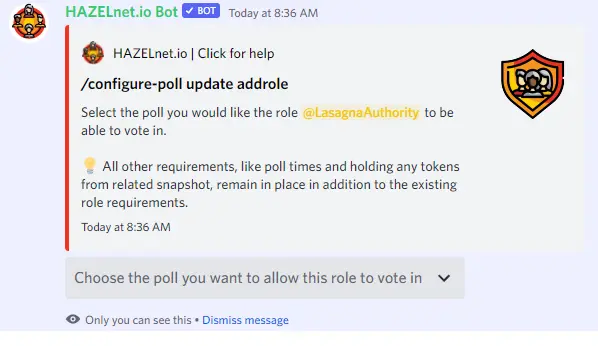 HAZELnet.io Bot ✓ BOT Today at 8:36 AM
HAZELnet.io | Click for help
/configure-poll update addrole
Select the poll you would like the role @LasagnaAuthority to be
able to vote in.
💡 All other requirements, like poll times and holding any tokens
from related snapshot, remain in place in addition to the existing
role requirements.
Today at 8:36 AM
Choose the poll you want to allow this role to vote in
Only you can see this • Dismiss message